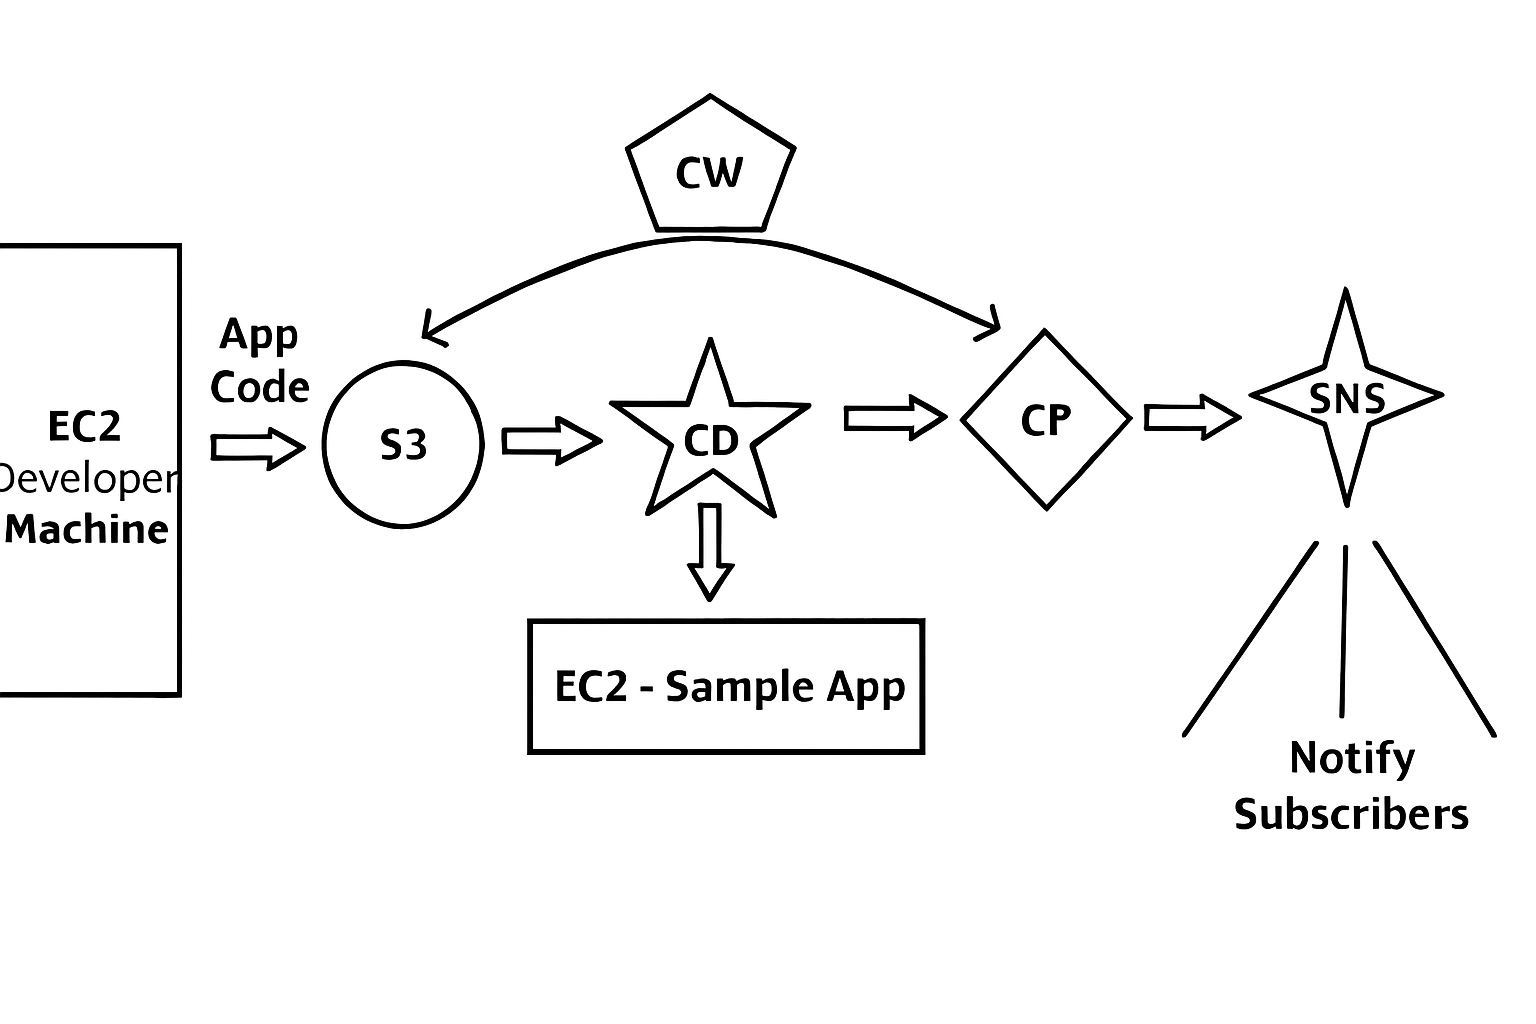 CW
App
Code
EC2
Developer
Machine
S3
CD
CP
SNS
EC2 - Sample App
Notify
Subscribers